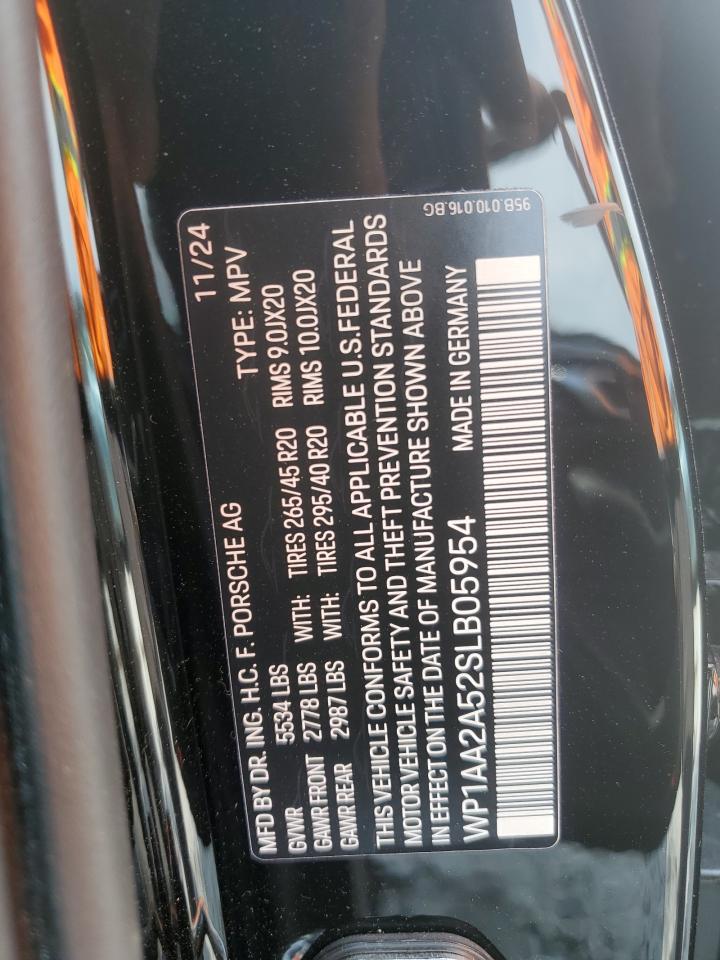 MFD BY DR. ING. H.C. F. PORSCHE AG 11/24
GVWR 5534 LBS TYPE: MPV
GAWR FRONT 2778 LBS WITH: TIRES 265/45 R20 RIMS 9.0JX20
GAWR REAR 2987 LBS WITH: TIRES 295/40 R20 RIMS 10.0JX20
THIS VEHICLE CONFORMS TO ALL APPLICABLE U.S.FEDERAL
MOTOR VEHICLE SAFETY AND THEFT PREVENTION STANDARDS
IN EFFECT ON THE DATE OF MANUFACTURE SHOWN ABOVE
WP1AA2A52SLB05954 MADE IN GERMANY
95B.010.016.BG